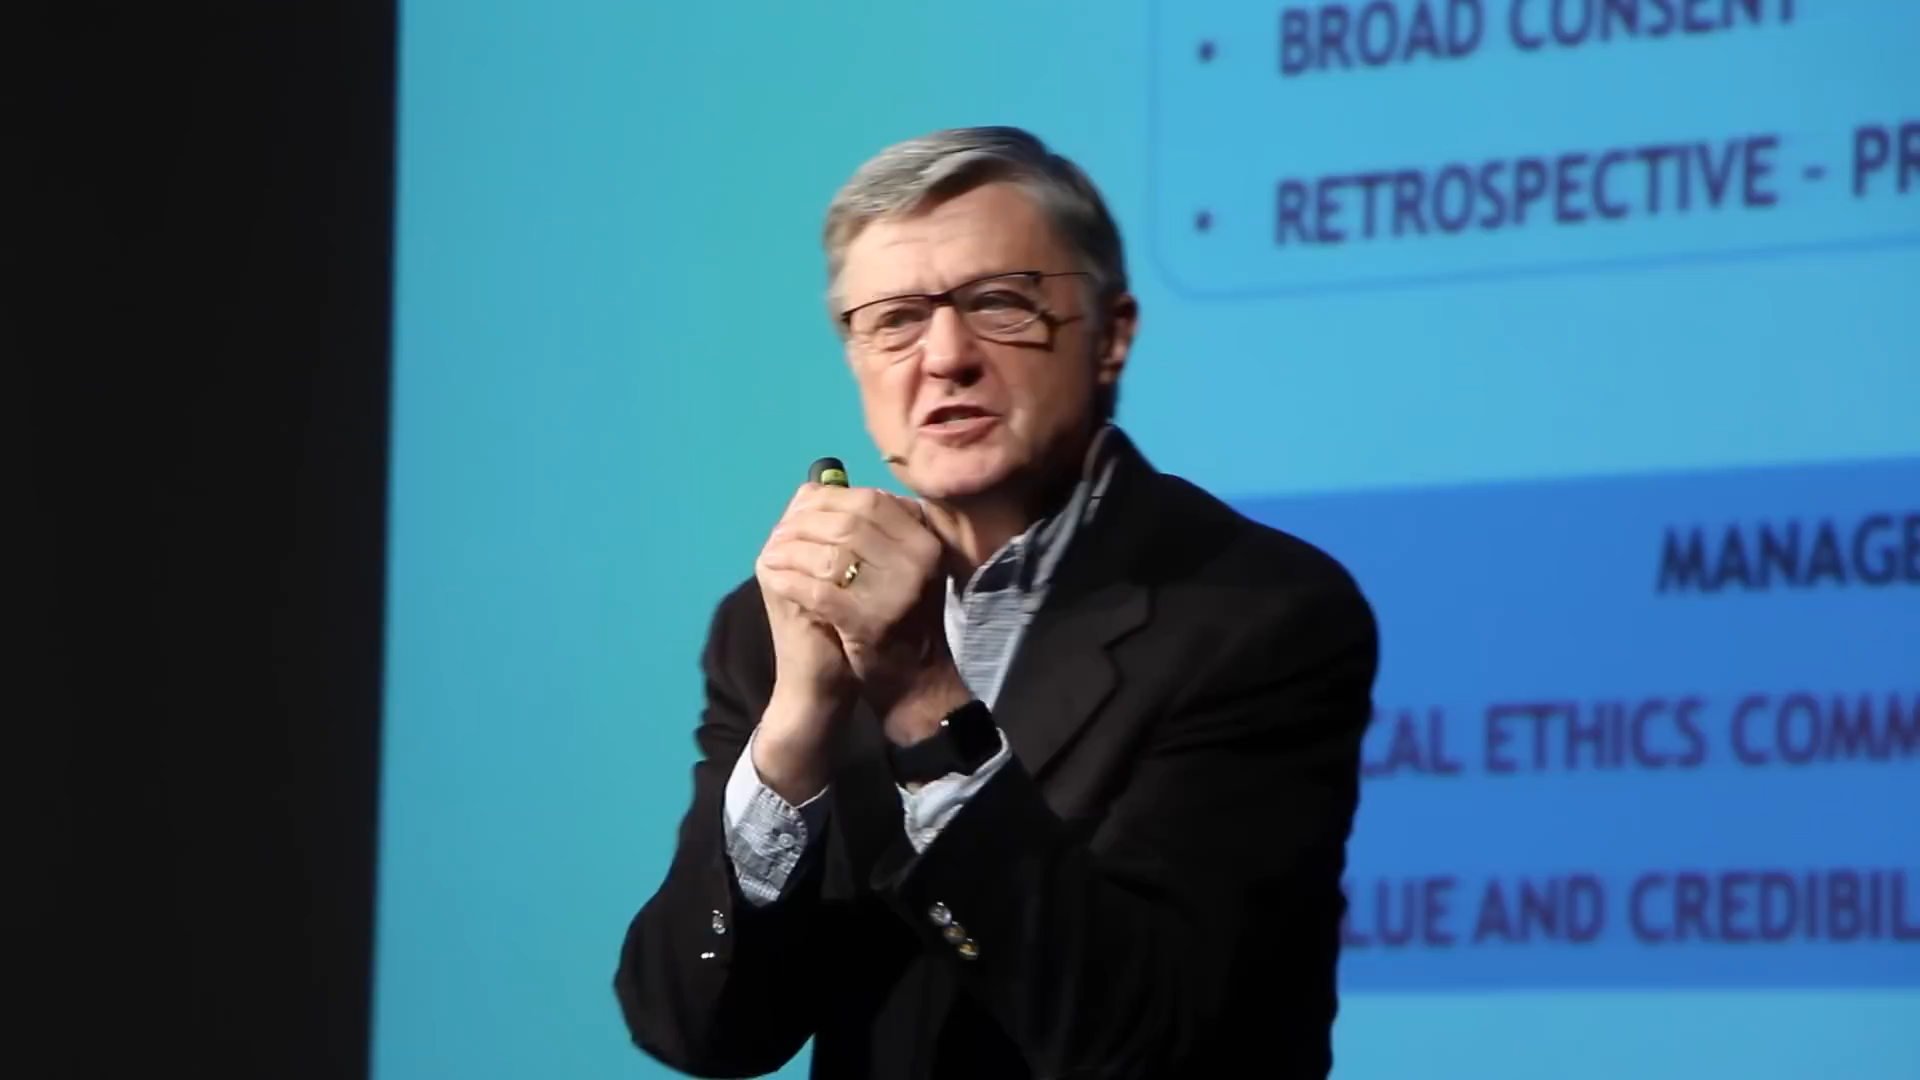 • BROAD CONSENT
• RETROSPECTIVE - PR
MANAGE
CAL ETHICS COMM
LUE AND CREDIBIL